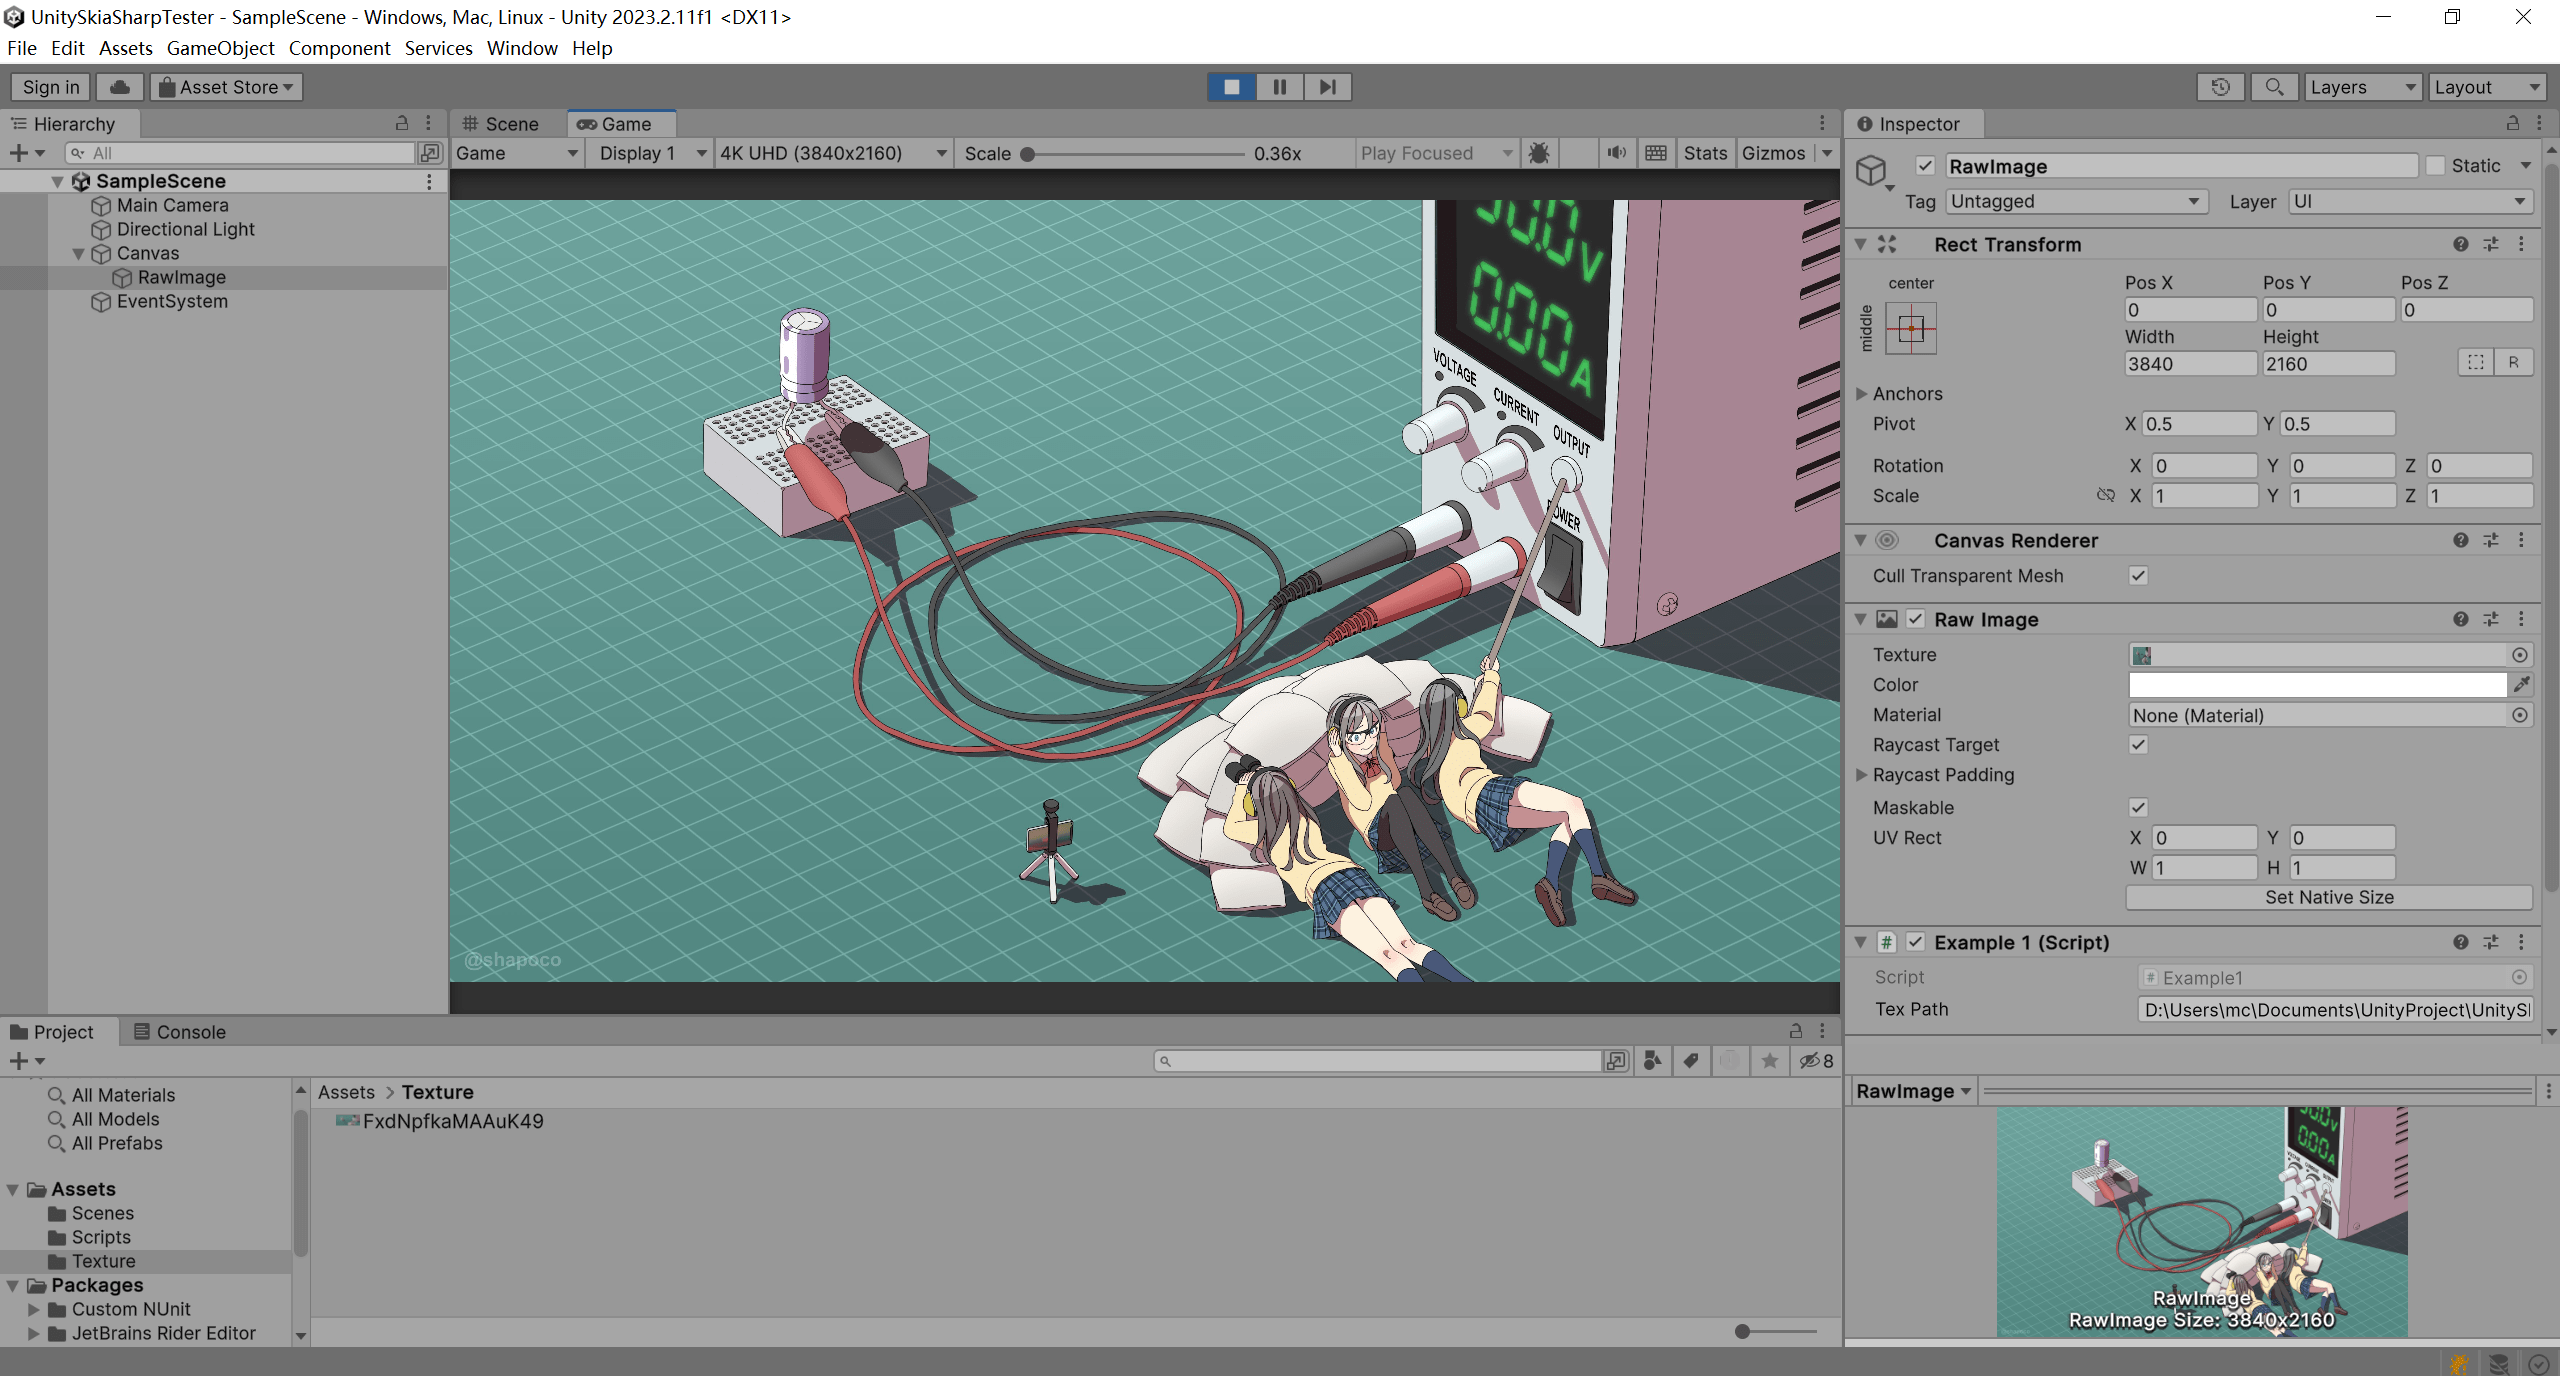 UnitySkiaSharpTester - SampleScene - Windows, Mac, Linux - Unity 2023.2.11f1 <DX11>
File Edit Assets GameObject Component Services Window Help
Sign in Asset Store Layers Layout
Hierarchy
All
SampleScene
Main Camera
Directional Light
Canvas
RawImage
EventSystem
Scene Game
Game Display 1 4K UHD (3840x2160) Scale 0.36x Play Focused Stats Gizmos
0.00A
VOLTAGE
CURRENT
OUTPUT
@shapoco
Inspector
RawImage Static
Tag Untagged Layer UI
Rect Transform
center
middle
Pos X Pos Y Pos Z
0 0 0
Width Height
3840 2160
R
Anchors
Pivot X 0.5 Y 0.5
Rotation X 0 Y 0 Z 0
Scale X 1 Y 1 Z 1
Canvas Renderer
Cull Transparent Mesh
Raw Image
Texture
Color
Material None (Material)
Raycast Target
Raycast Padding
Maskable
UV Rect X 0 Y 0
W 1 H 1
Set Native Size
# Example 1 (Script)
Script # Example1
Tex Path D:\Users\mc\Documents\UnityProject\UnityS
RawImage
RawImage
RawImage Size: 3840x2160
Project Console
8
All Materials
All Models
All Prefabs
Assets
Scenes
Scripts
Texture
Packages
Custom NUnit
JetBrains Rider Editor
Assets > Texture
FxdNpfkaMAAuK49